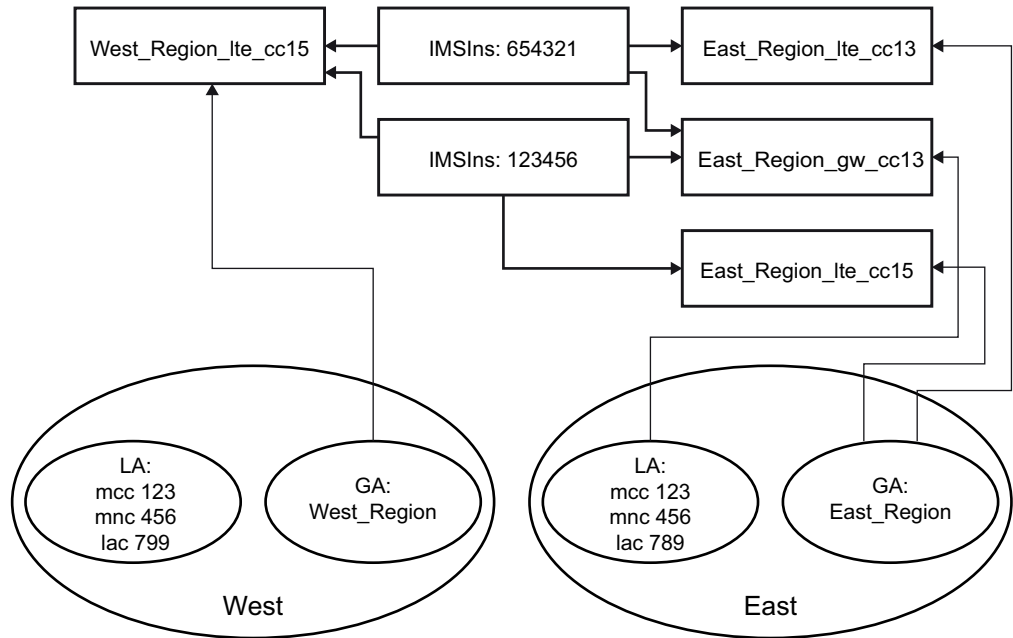 West_Region_lte_cc15
IMSIns: 654321
East_Region_lte_cc13
IMSIns: 123456
East_Region_gw_cc13
East_Region_lte_cc15
LA:
mcc 123
mnc 456
lac 799
GA:
West_Region
West
LA:
mcc 123
mnc 456
lac 789
GA:
East_Region
East